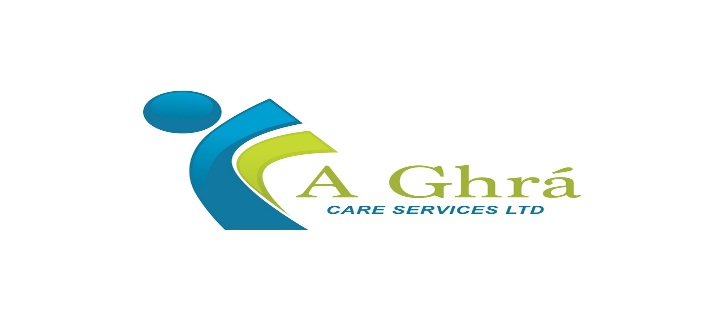 A Ghrá
CARE SERVICES LTD